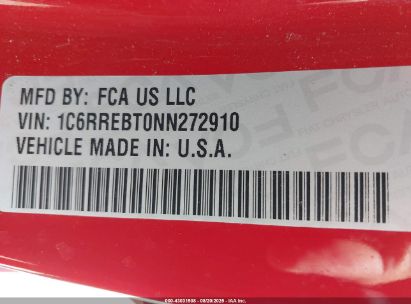 MFD BY: FCA US LLC
VIN: 1C6RREBT0NN272910
VEHICLE MADE IN: U.S.A.